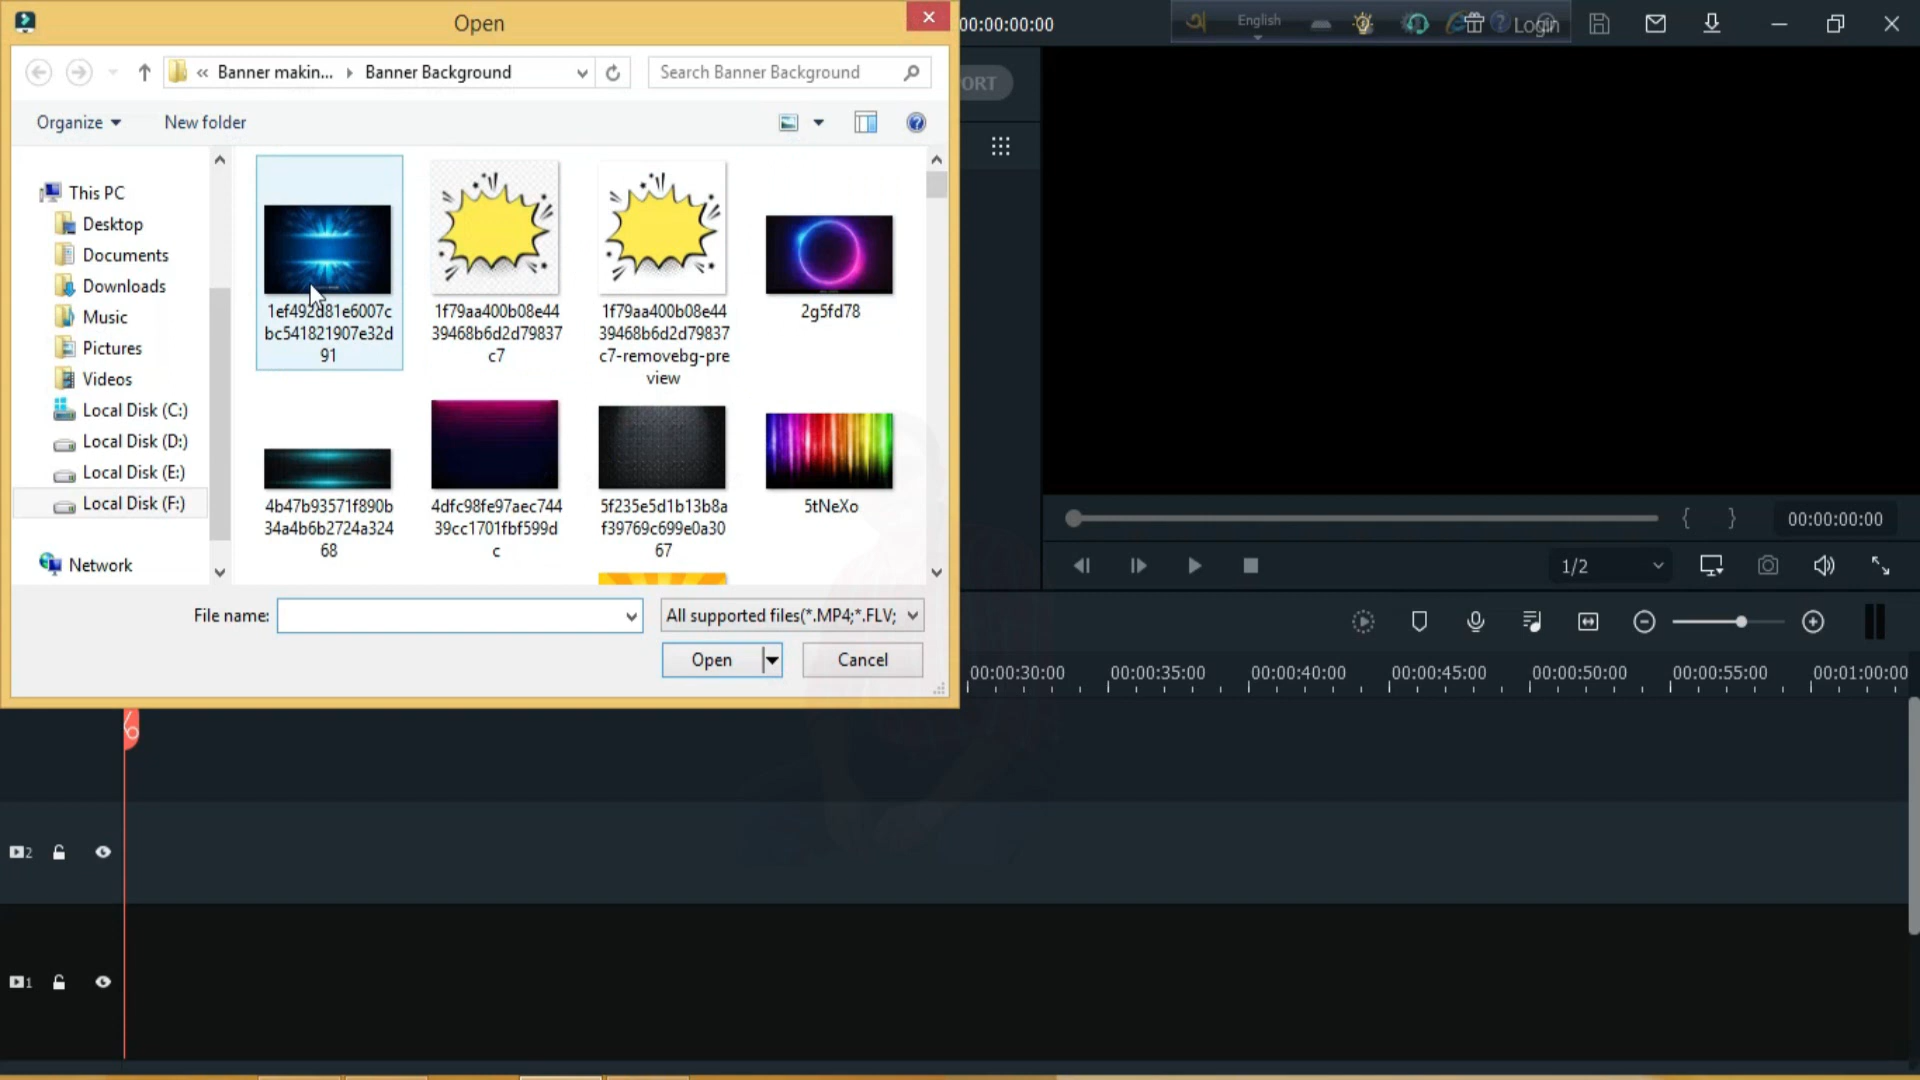 Open
00:00:00:00
English
Login
« Banner makin... Banner Background
Search Banner Background
ORT
Organize
New folder
This PC
Desktop
Documents
Downloads
Music
Pictures
Videos
Local Disk (C:)
Local Disk (D:)
Local Disk (E:)
Local Disk (F:)
Network
1ef492d81e6007c
bc541821907e32d
91
1f79aa400b08e44
39468b6d2d79837
c7
1f79aa400b08e44
39468b6d2d79837
c7-removebg-pre
view
2g5fd78
4b47b93571f890b
34a4b6b2724a324
68
4dfc98fe97aec744
39cc1701fbf599d
c
5f235e5d1b13b8a
f39769c699e0a30
67
5tNeXo
File name:
All supported files(*.MP4;*.FLV;
Open
Cancel
{ }
00:00:00:00
1/2
00:00:30:00
00:00:35:00
00:00:40:00
00:00:45:00
00:00:50:00
00:00:55:00
00:01:00:00
2
1